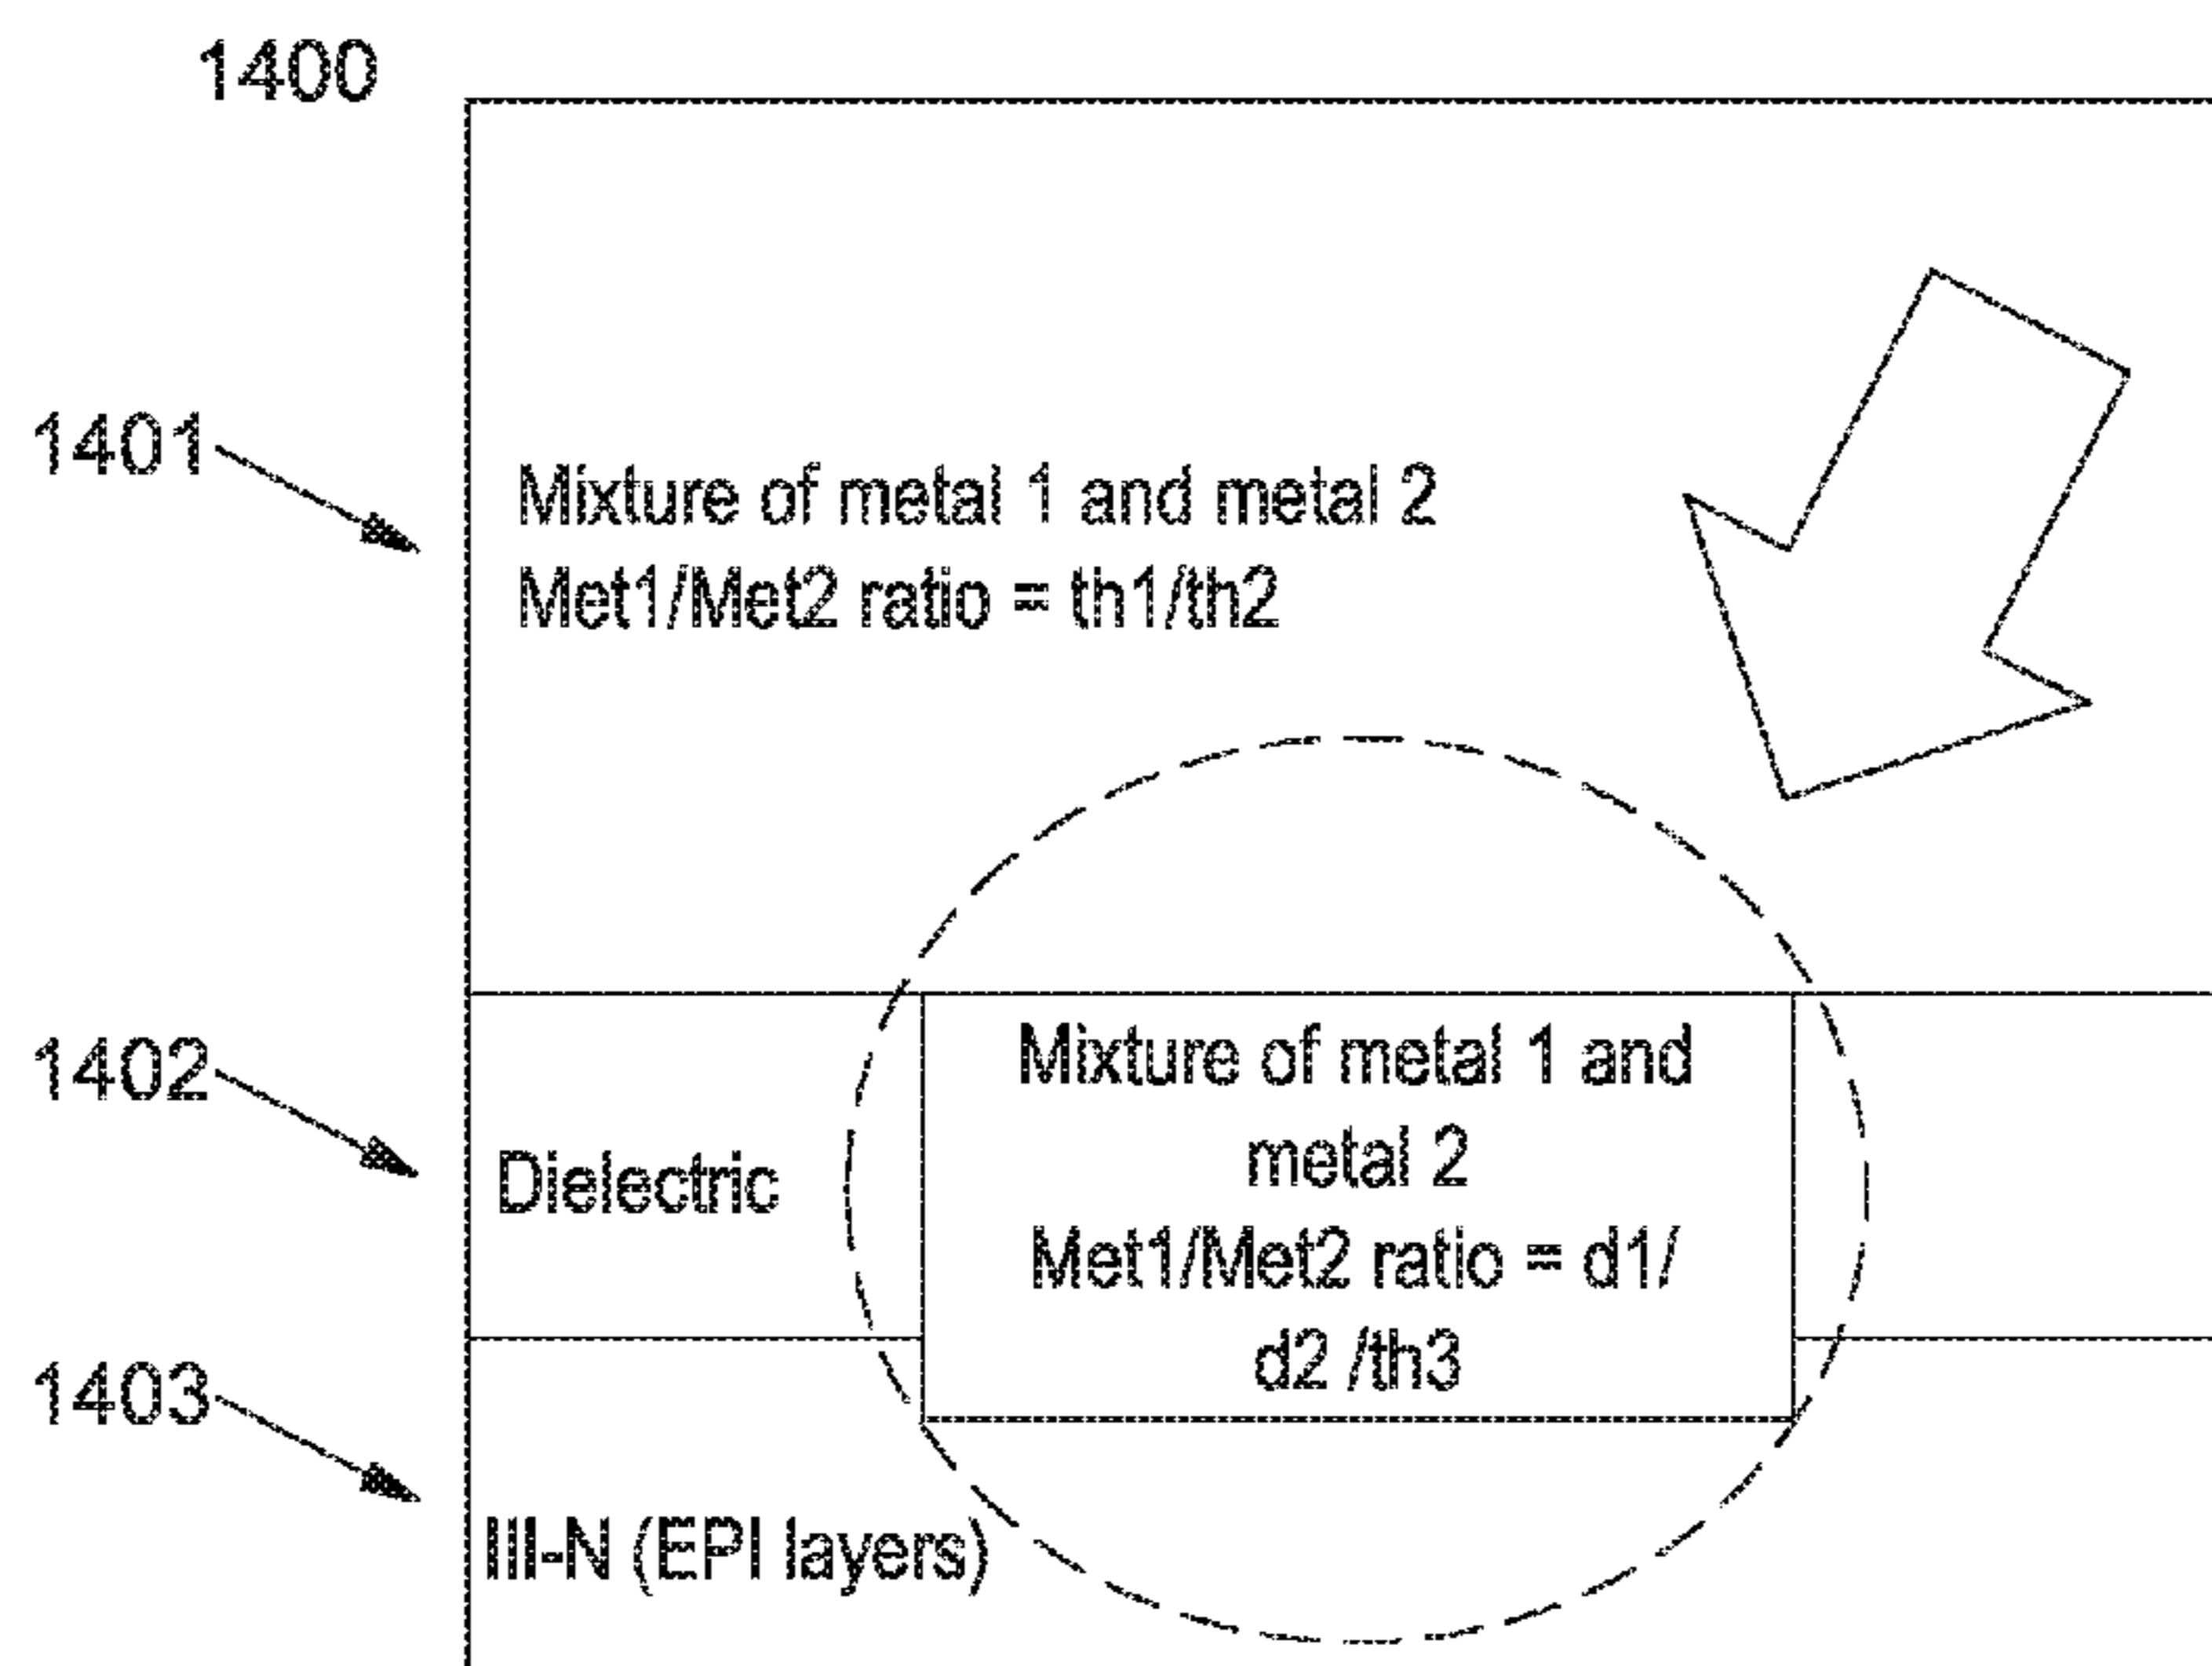 1400
1401
Mixture of metal 1 and metal 2
Met1/Met2 ratio = th1/th2
1402
Dielectric
Mixture of metal 1 and
metal 2
Met1/Met2 ratio = d1/
d2 /th3
1403
III-N (EPI layers)